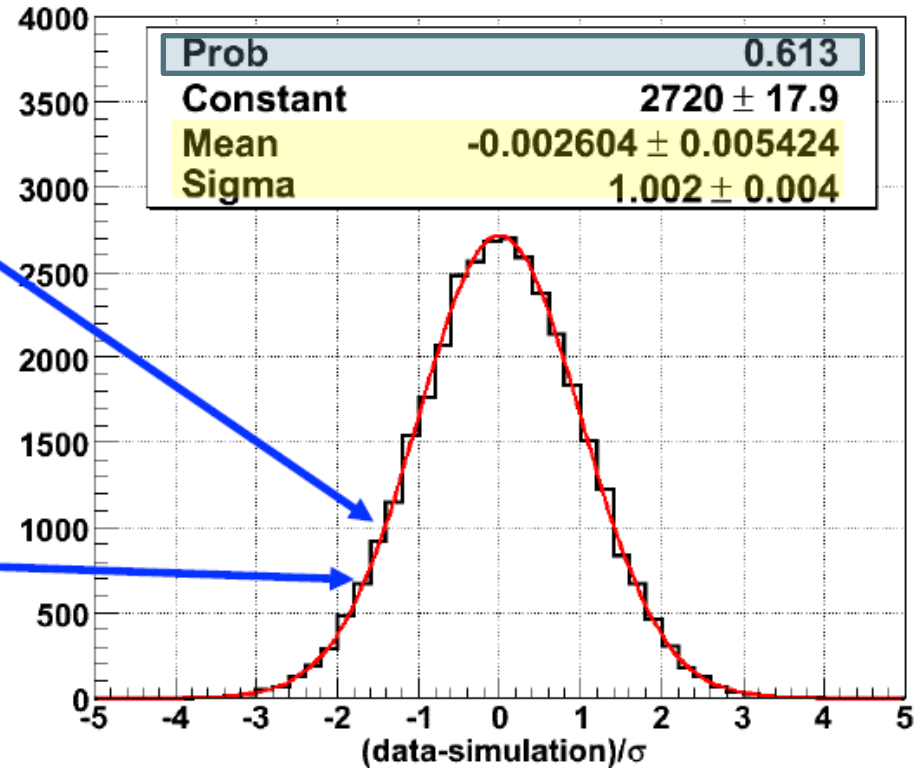 4000
3500
3000
2500
2000
1500
1000
500
0
Prob 0.613
Constant 2720 ± 17.9
Mean -0.002604 ± 0.005424
Sigma 1.002 ± 0.004
-5 -4 -3 -2 -1 0 1 2 3 4 5
(data-simulation)/σ